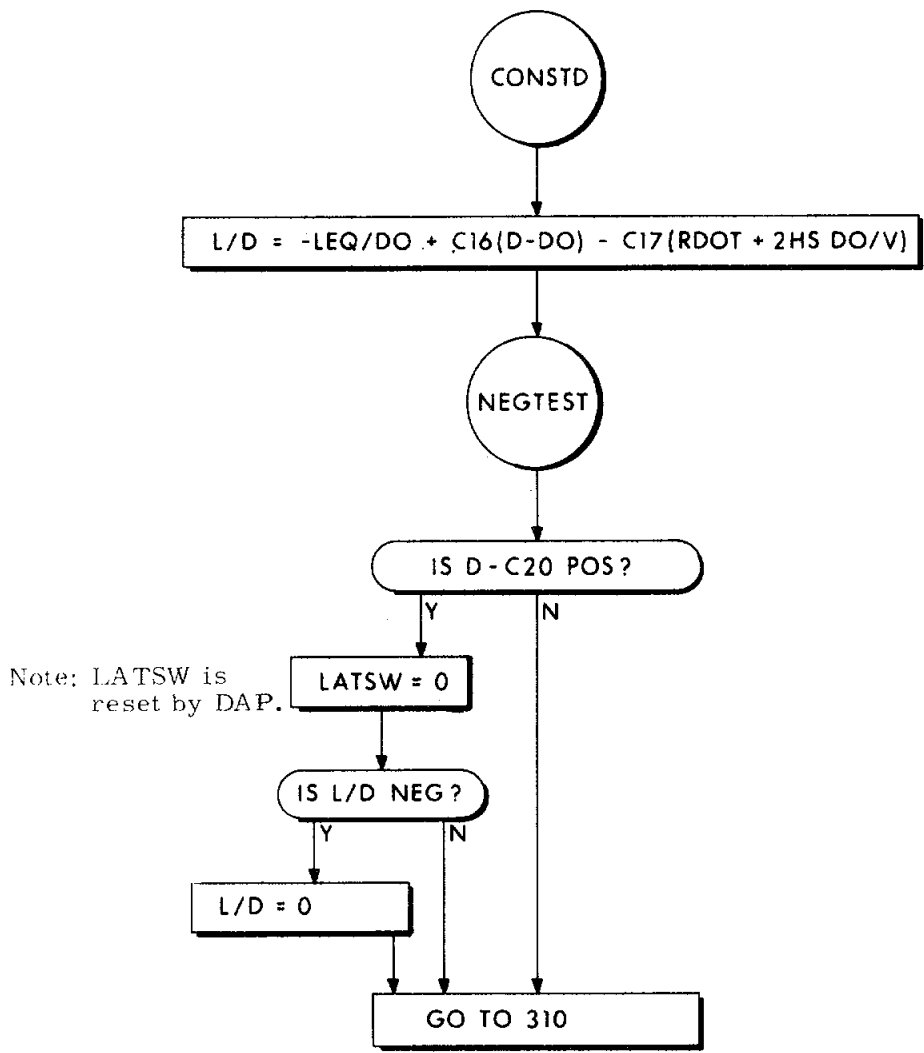 CONSTD
L/D = -LEQ/DO + C16(D-DO) - C17(RDOT + 2HS DO/V)
NEGTEST
IS D-C20 POS?
Y
N
Note: LATSW is
reset by DAP.
LATSW = 0
IS L/D NEG?
Y
N
L/D = 0
GO TO 310